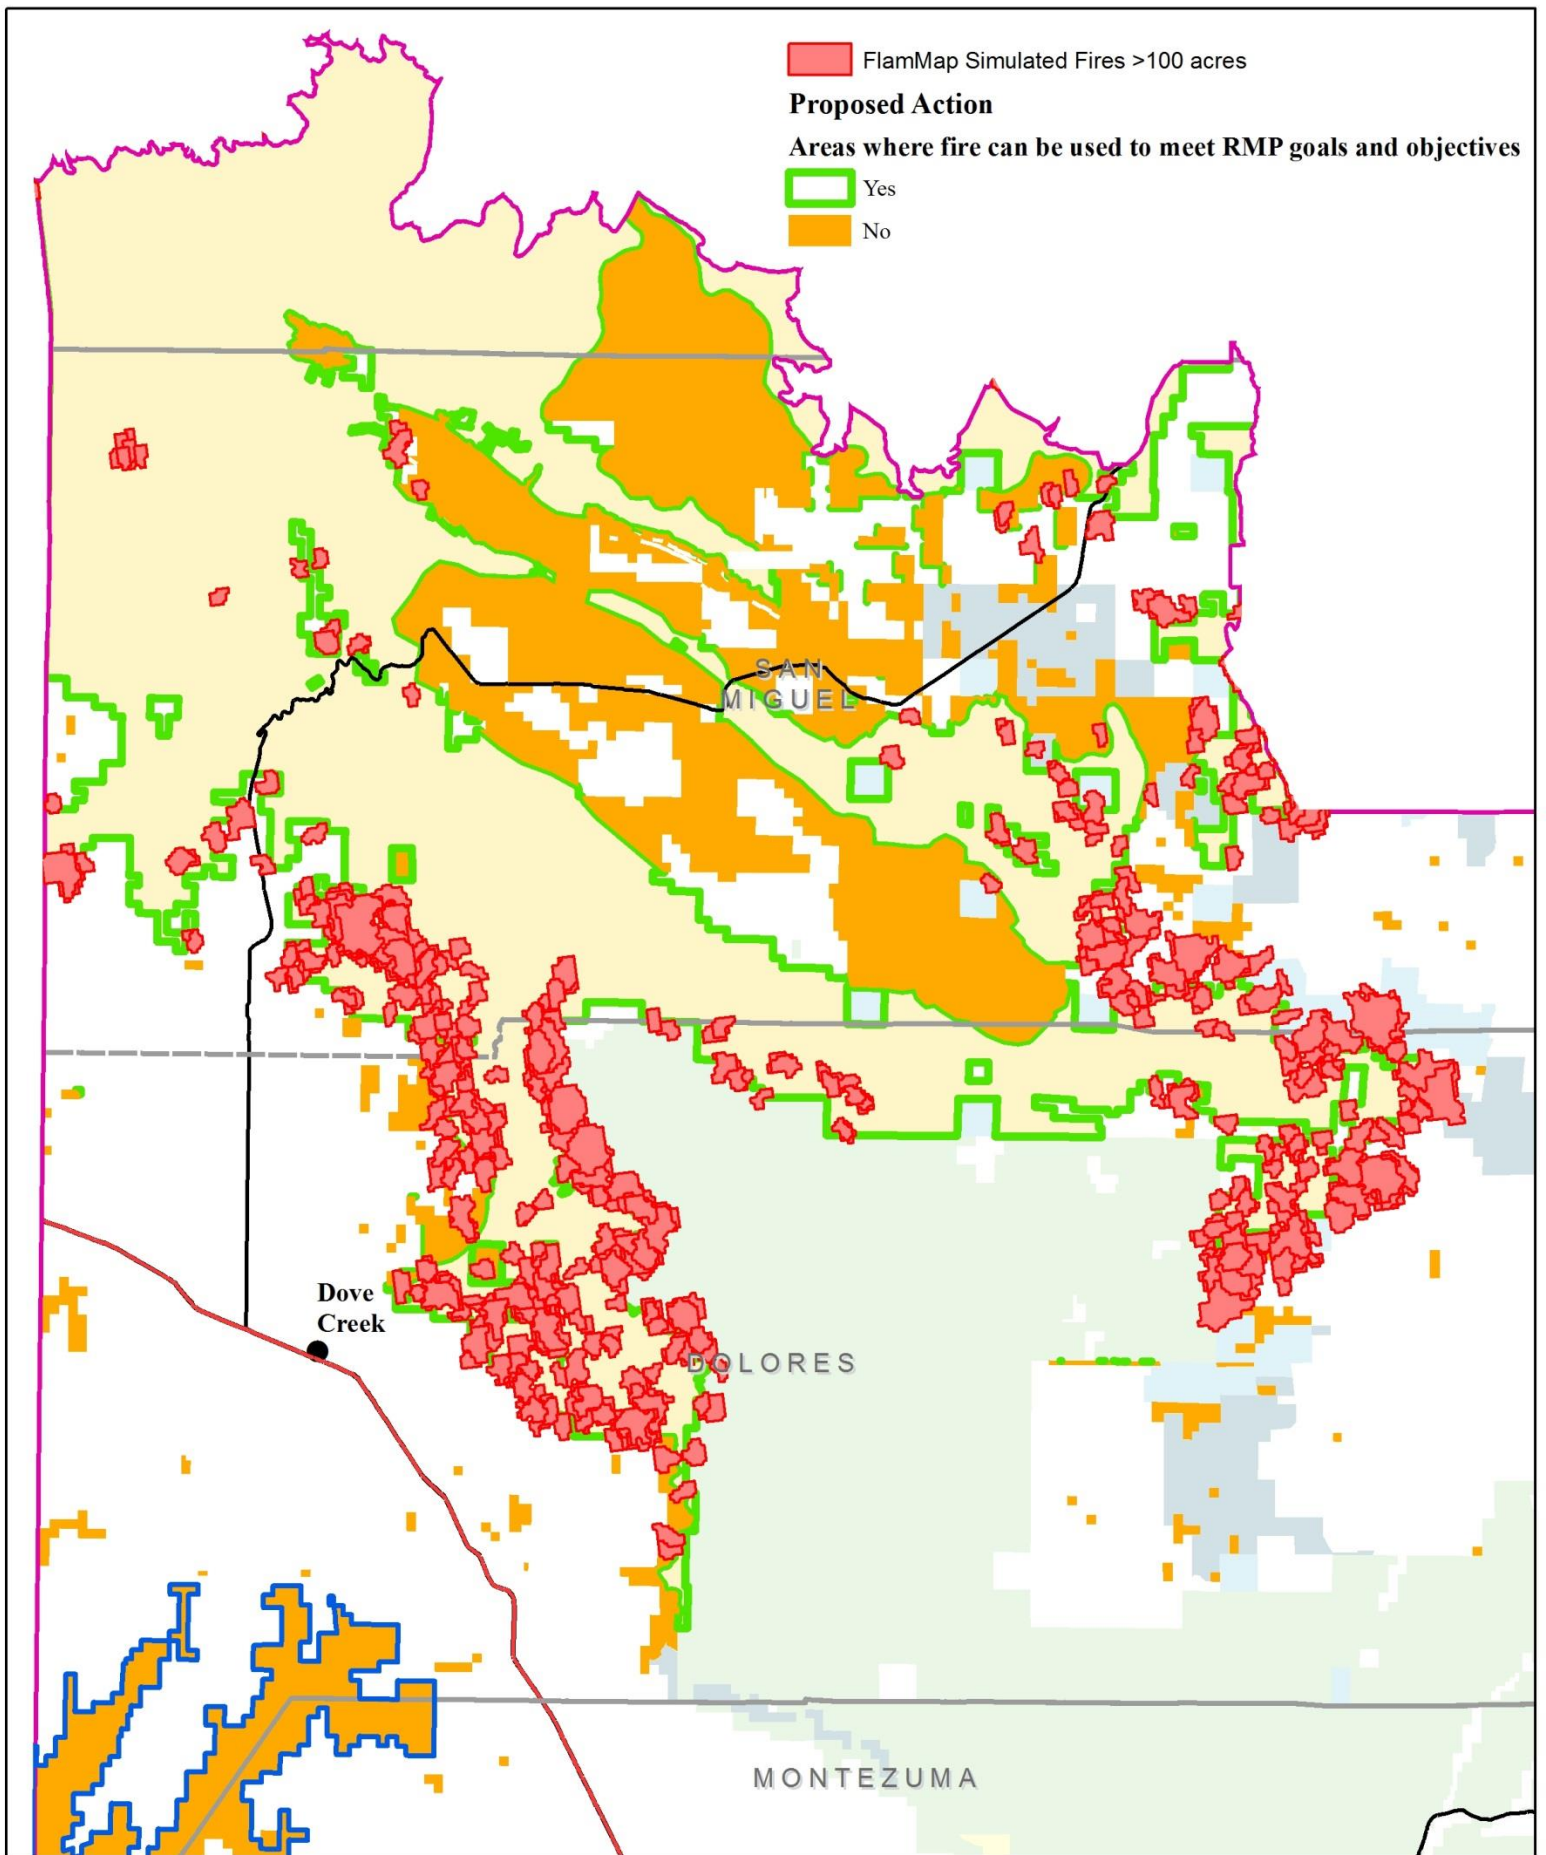 FlamMap Simulated Fires >100 acres
Proposed Action
Areas where fire can be used to meet RMP goals and objectives
Yes
No
SAN
MIGUEL
Dove
Creek
DOLORES
MONTEZUMA